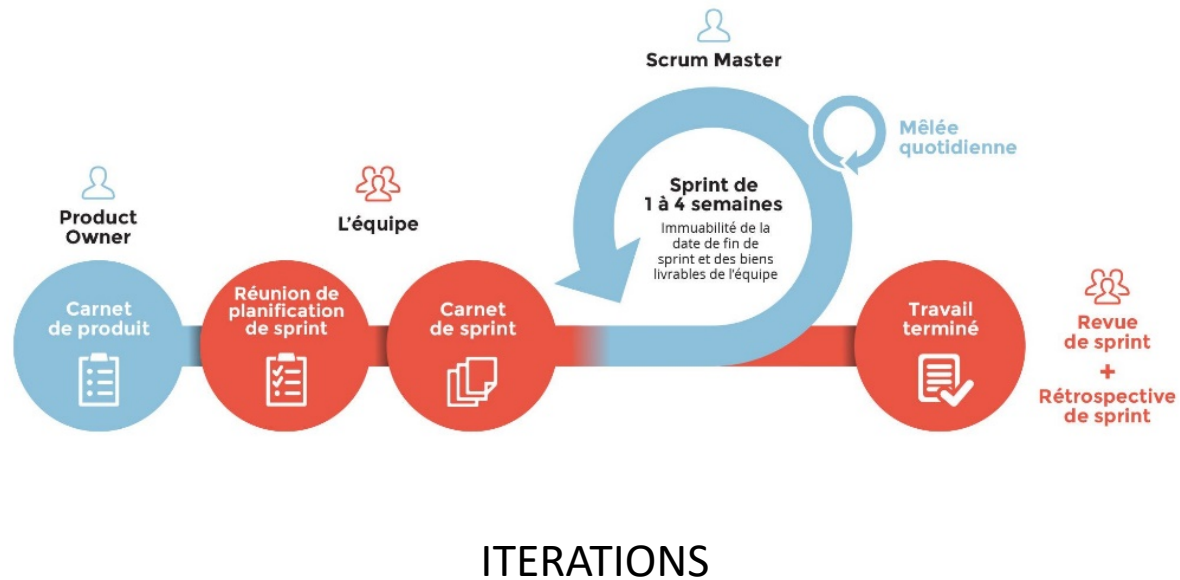 Scrum Master
Mêlée
quotidienne
Product
Owner
L'équipe
Sprint de
1 à 4 semaines
Immuabilité de la
date de fin de
sprint et des biens
livrables de l'équipe
Carnet
de produit
Réunion de
planification
de sprint
Carnet
de sprint
Travail
terminé
Revue
de sprint
+
Rétrospective
de sprint
ITERATIONS